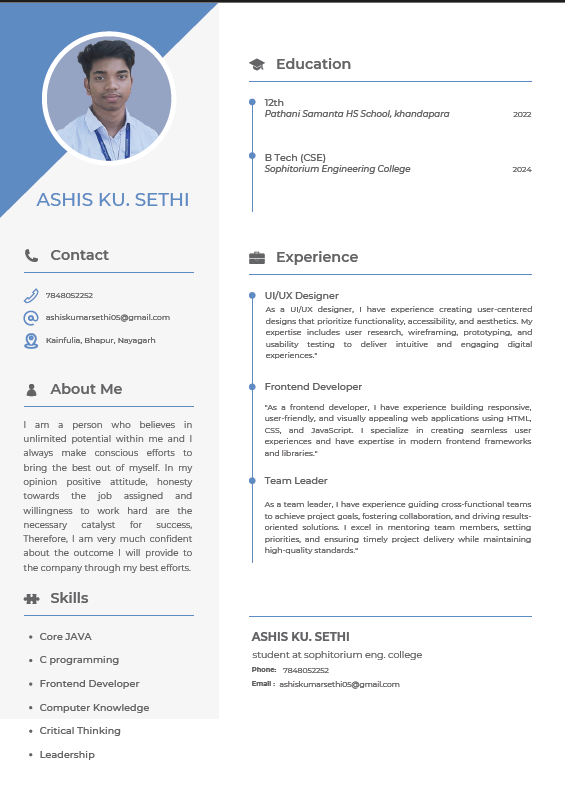 ASHIS KU. SETHI
Contact
7848052252
ashiskumarsethi05@gmail.com
Kainfulia, Bhapur, Nayagarh
About Me
I am a person who believes in
unlimited potential within me and I
always make conscious efforts to
bring the best out of myself. In my
opinion positive attitude, honesty
towards the job assigned and
willingness to work hard are the
necessary catalyst for success,
Therefore, I am very much confident
about the outcome I will provide to
the company through my best efforts.
Skills
• Core JAVA
• C programming
• Frontend Developer
• Computer Knowledge
• Critical Thinking
• Leadership
Education
12th
Pathani Samanta HS School, khandapara 2022
B Tech (CSE)
Sophitorium Engineering College 2024
Experience
UI/UX Designer
As a UI/UX designer, I have experience creating user-centered
designs that prioritize functionality, accessibility, and aesthetics. My
expertise includes user research, wireframing, prototyping, and
usability testing to deliver intuitive and engaging digital
experiences."
Frontend Developer
"As a frontend developer, I have experience building responsive,
user-friendly, and visually appealing web applications using HTML,
CSS, and JavaScript. I specialize in creating seamless user
experiences and have expertise in modern frontend frameworks
and libraries."
Team Leader
As a team leader, I have experience guiding cross-functional teams
to achieve project goals, fostering collaboration, and driving results-
oriented solutions. I excel in mentoring team members, setting
priorities, and ensuring timely project delivery while maintaining
high-quality standards."
ASHIS KU. SETHI
student at sophitorium eng. college
Phone: 7848052252
Email : ashiskumarsethi05@gmail.com